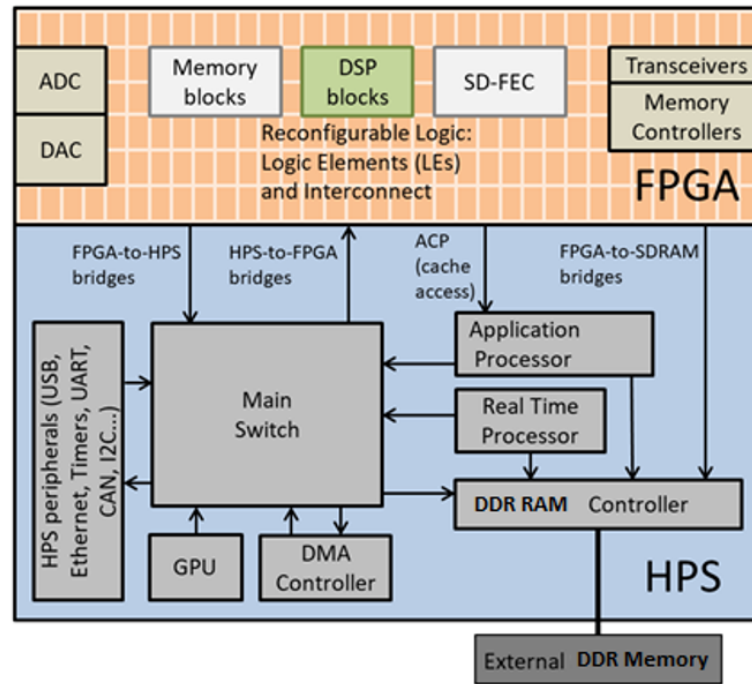 ADC
DAC
Memory
blocks
DSP
blocks
SD-FEC
Transceivers
Memory
Controllers
Reconfigurable Logic:
Logic Elements (LEs)
and Interconnect
FPGA
FPGA-to-HPS
bridges
HPS-to-FPGA
bridges
ACP
(cache
access)
FPGA-to-SDRAM
bridges
HPS peripherals (USB,
Ethernet, Timers, UART,
CAN, I2C...)
Main
Switch
Application
Processor
Real Time
Processor
DDR RAM Controller
GPU
DMA
Controller
HPS
External DDR Memory